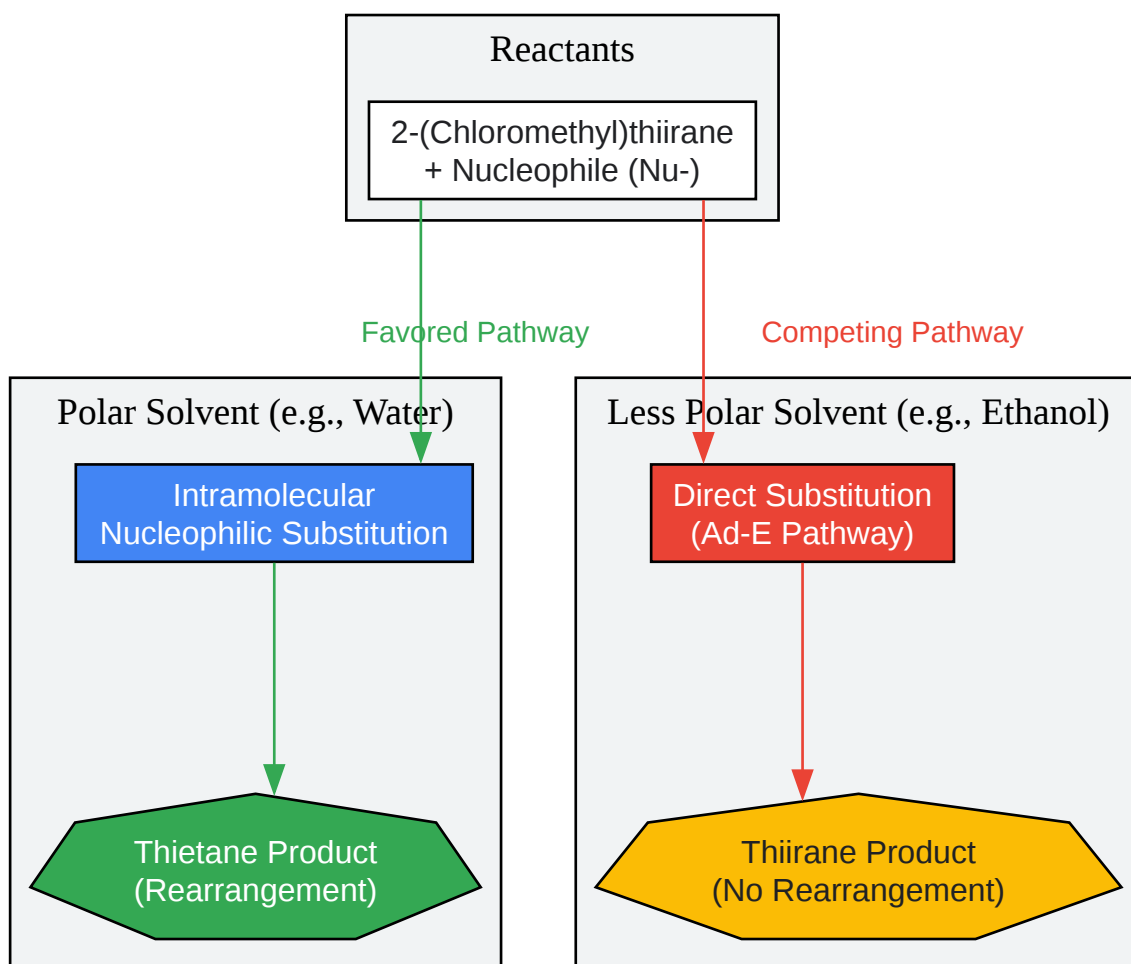 Reactants
2-(Chloromethyl)thiirane
+ Nucleophile (Nu-)
Favored Pathway
Competing Pathway
Polar Solvent (e.g., Water)
Intramolecular
Nucleophilic Substitution
Thietane Product
(Rearrangement)
Less Polar Solvent (e.g., Ethanol)
Direct Substitution
(Ad-E Pathway)
Thiirane Product
(No Rearrangement)